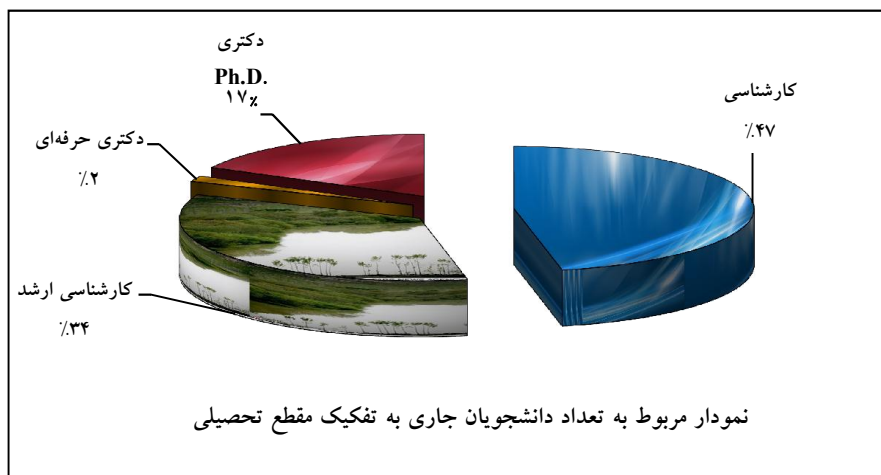 دکتری
Ph.D.
۱۷٪
کارشناسی
٪۴۷
دکتری حرفه‌ای
٪۲
کارشناسی ارشد
٪۳۴
نمودار مربوط به تعداد دانشجویان جاری به تفکیک مقطع تحصیلی